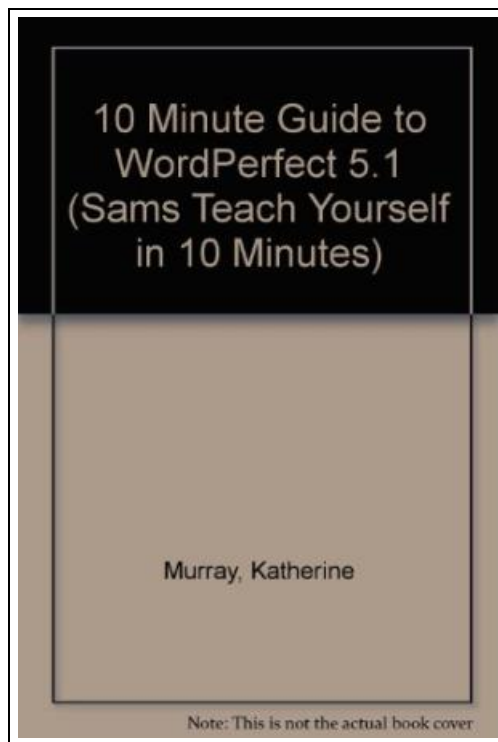 10 Minute Guide to
WordPerfect 5.1
(Sams Teach Yourself
in 10 Minutes)
Murray, Katherine
Note: This is not the actual book cover